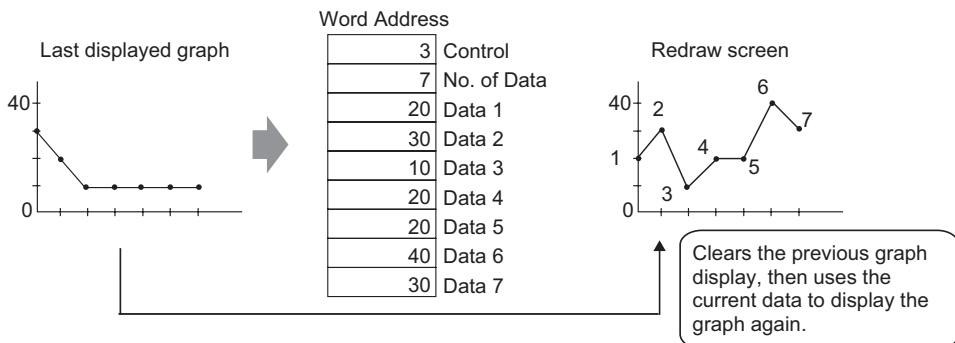 Word Address
Last displayed graph
40
0
3 Control
7 No. of Data
20 Data 1
30 Data 2
10 Data 3
20 Data 4
20 Data 5
40 Data 6
30 Data 7
Redraw screen
40
0
1
2
3
4
5
6
7
Clears the previous graph
display, then uses the
current data to display the
graph again.